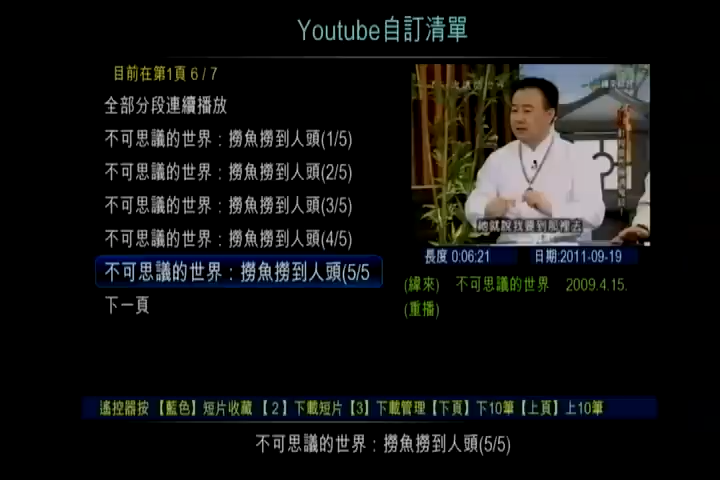 Youtube自訂清單
目前在第1頁 6 / 7
全部分段連續播放
不可思議的世界：撈魚撈到人頭(1/5)
不可思議的世界：撈魚撈到人頭(2/5)
不可思議的世界：撈魚撈到人頭(3/5)
不可思議的世界：撈魚撈到人頭(4/5)
不可思議的世界：撈魚撈到人頭(5/5
下一頁
她就說我要到那裡去
長度 0:06:21 日期:2011-09-19
(緯來) 不可思議的世界 2009.4.15.
(重播)
遙控器按【藍色】短片收藏【2】下載短片【3】下載管理【下頁】下10筆【上頁】上10筆
不可思議的世界：撈魚撈到人頭(5/5)